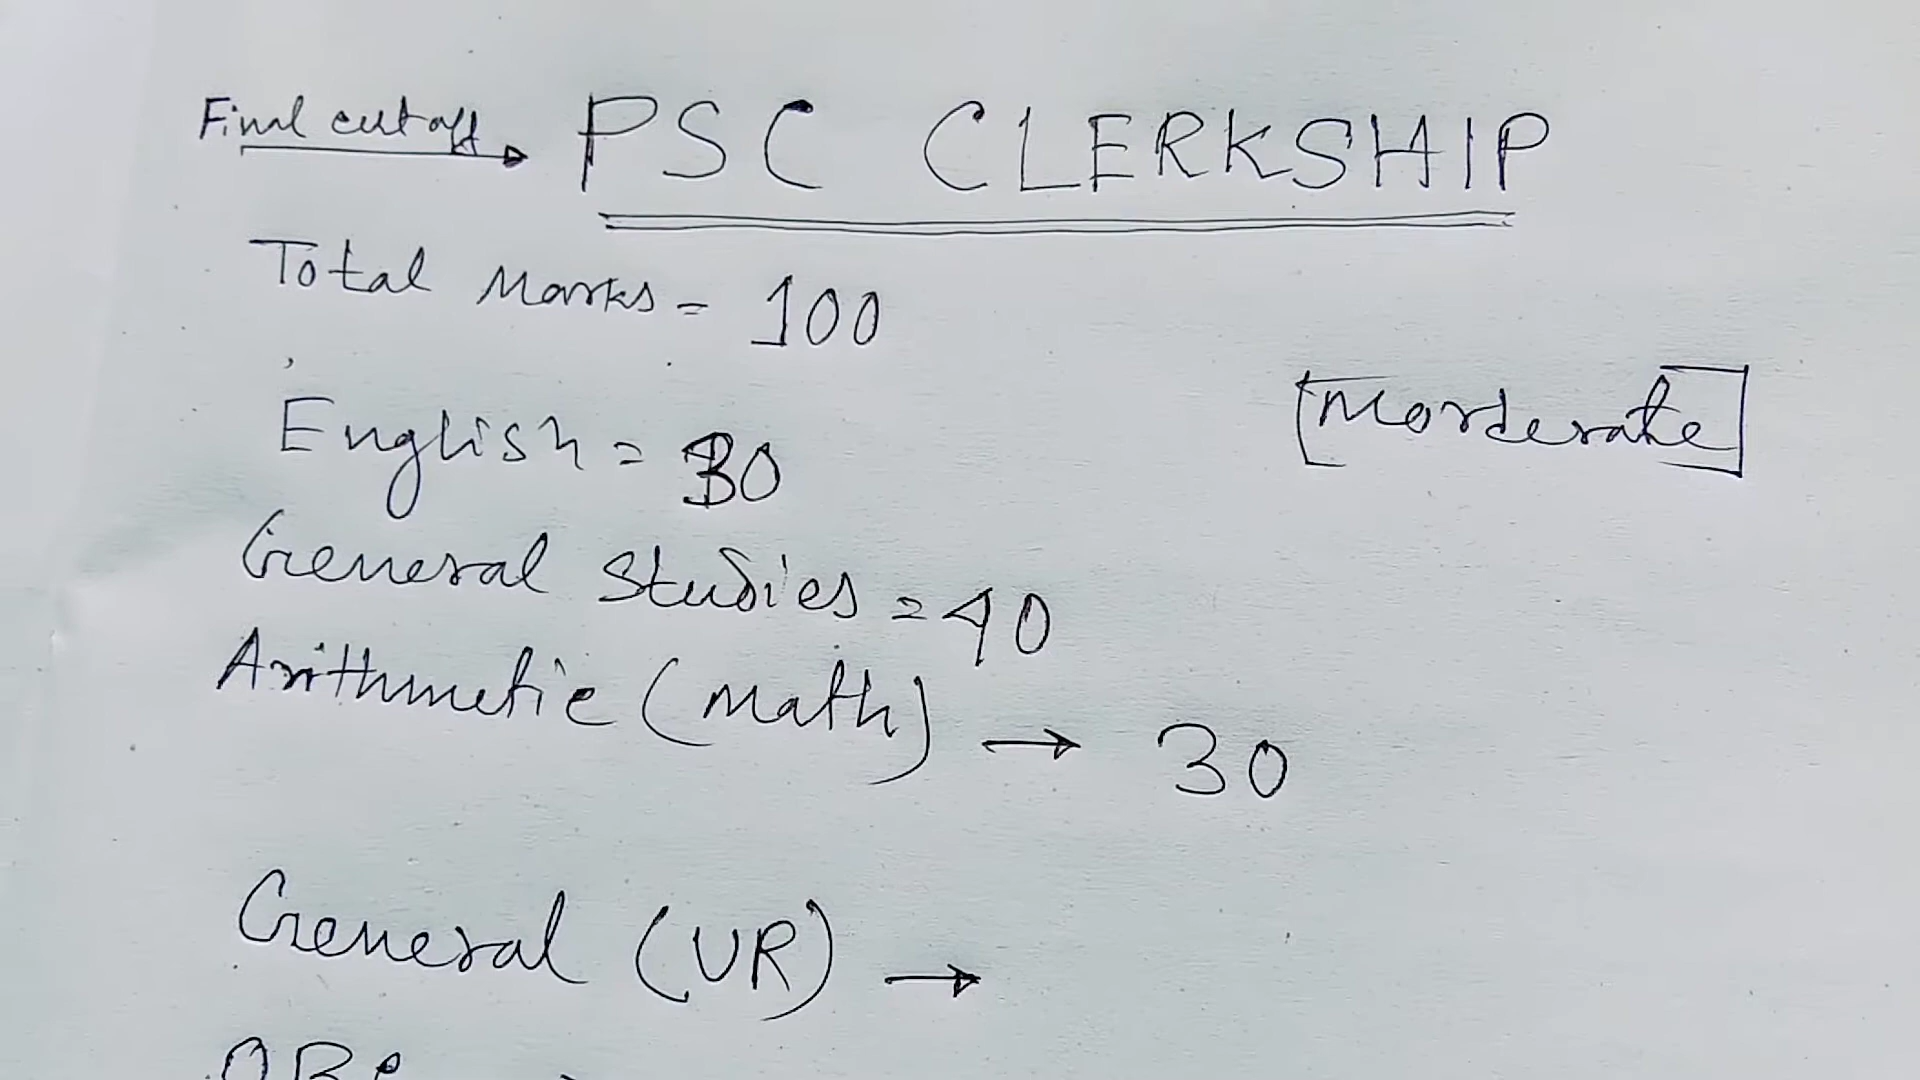 Final cut off → PSC CLERKSHIP
Total Marks = 100
[Morderate]
English = 30
General Studies = 40
Arithmetic (Math) → 30
General (UR) →
OBC